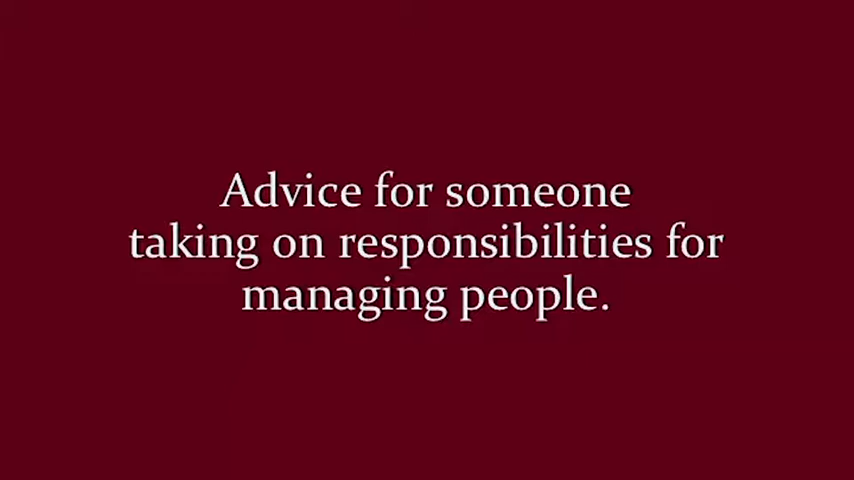 Advice for someone
taking on responsibilities for
managing people.